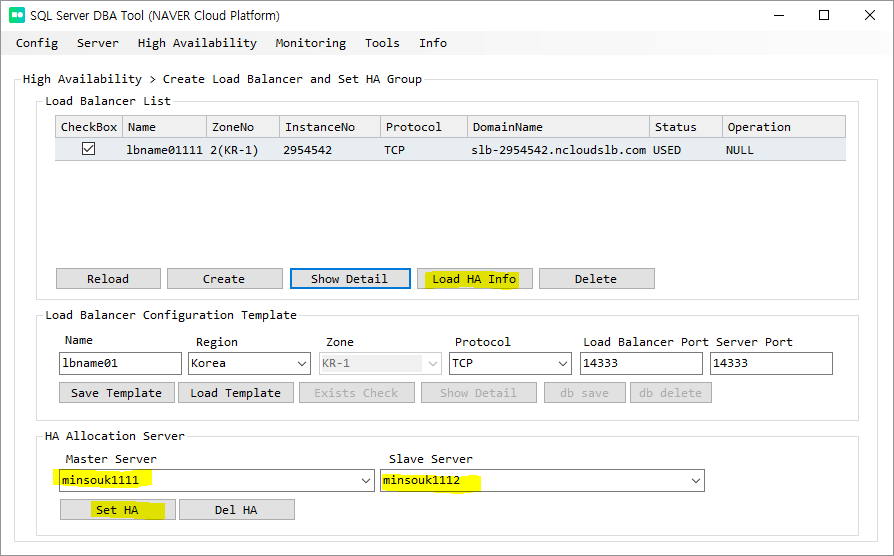 SQL Server DBA Tool (NAVER Cloud Platform)
Config Server High Availability Monitoring Tools Info
High Availability > Create Load Balancer and Set HA Group
Load Balancer List
CheckBox Name ZoneNo InstanceNo Protocol DomainName Status Operation
lbname01111 2(KR-1) 2954542 TCP slb-2954542.ncloudslb.com USED NULL
Reload Create Show Detail Load HA Info Delete
Load Balancer Configuration Template
Name Region Zone Protocol Load Balancer Port Server Port
lbname01 Korea KR-1 TCP 14333 14333
Save Template Load Template Exists Check Show Detail db save db delete
HA Allocation Server
Master Server Slave Server
minsouk1111 minsouk1112
Set HA Del HA